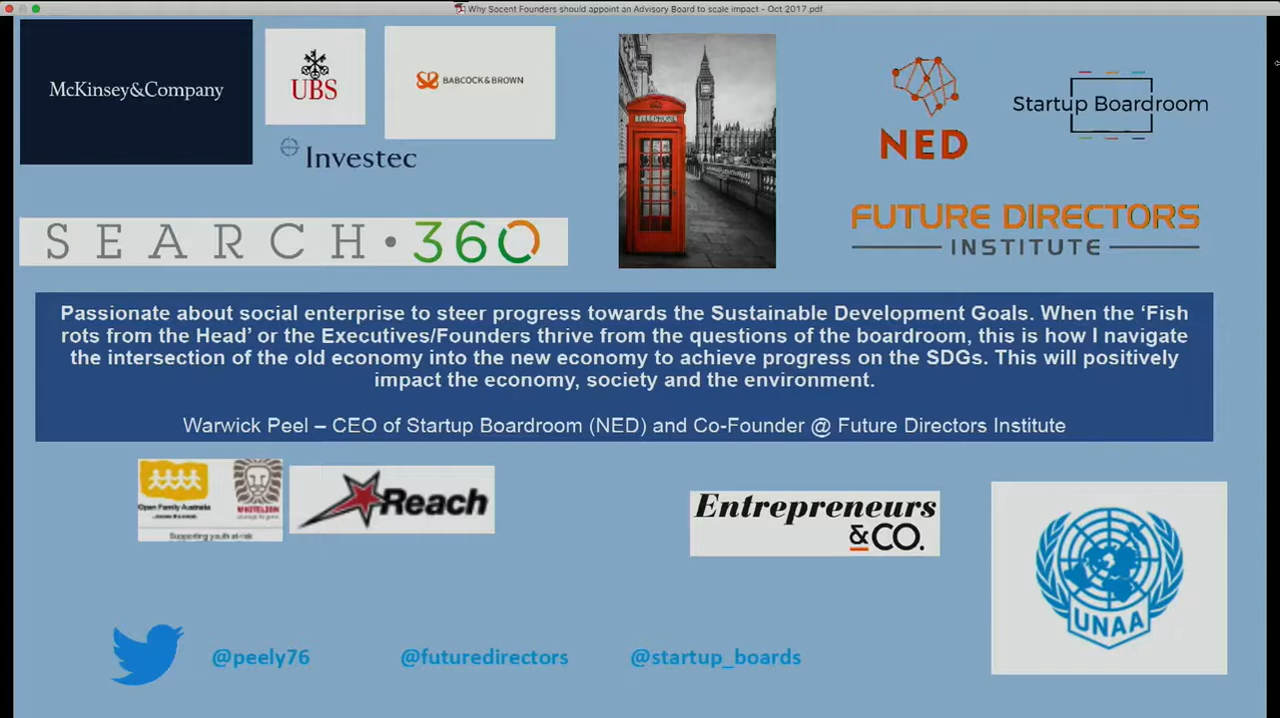 Why Socent Founders should appoint an Advisory Board to scale impact - Oct 2017.pdf
McKinsey&Company
UBS
BABCOCK & BROWN
Investec
TELEPHONE
NED
Startup Boardroom
SEARCH • 360
FUTURE DIRECTORS
INSTITUTE
Passionate about social enterprise to steer progress towards the Sustainable Development Goals. When the ‘Fish
rots from the Head’ or the Executives/Founders thrive from the questions of the boardroom, this is how I navigate
the intersection of the old economy into the new economy to achieve progress on the SDGs. This will positively
impact the economy, society and the environment.
Warwick Peel – CEO of Startup Boardroom (NED) and Co-Founder @ Future Directors Institute
Open Family Australia
WHITELION
Supporting youth at-risk
Reach
Entrepreneurs
&CO.
UNAA
@peely76
@futuredirectors
@startup_boards